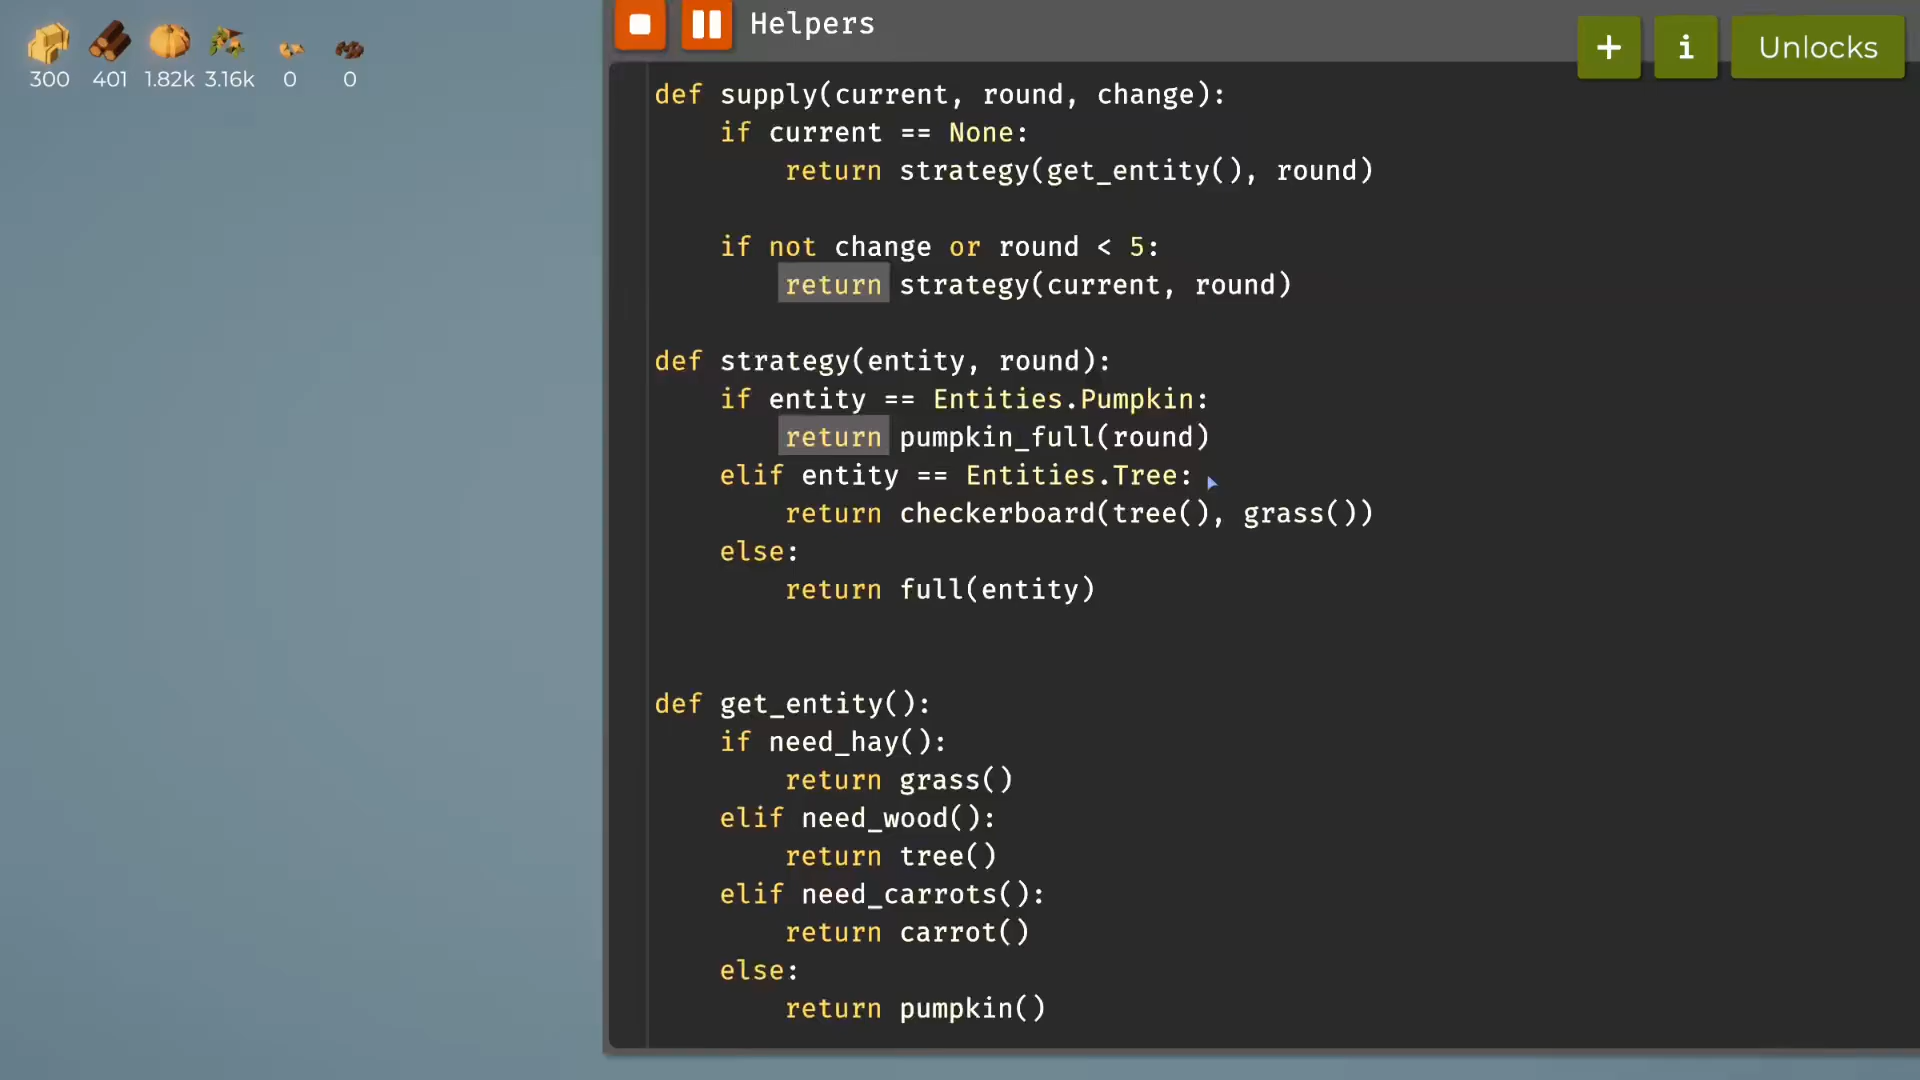 300 401 1.82k 3.16k 0 0
Helpers
+ i Unlocks
def supply(current, round, change):
    if current == None:
        return strategy(get_entity(), round)
    if not change or round < 5:
        return strategy(current, round)
def strategy(entity, round):
    if entity == Entities.Pumpkin:
        return pumpkin_full(round)
    elif entity == Entities.Tree:
        return checkerboard(tree(), grass())
    else:
        return full(entity)
def get_entity():
    if need_hay():
        return grass()
    elif need_wood():
        return tree()
    elif need_carrots():
        return carrot()
    else:
        return pumpkin()